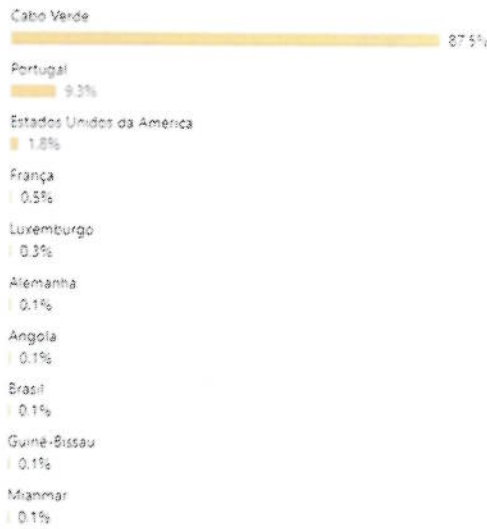 Cabo Verde
87.5%
Portugal
9.3%
Estados Unidos da América
1.8%
França
0.5%
Luxemburgo
0.3%
Alemanha
0.1%
Angola
0.1%
Brasil
0.1%
Guiné-Bissau
0.1%
Mianmar
0.1%